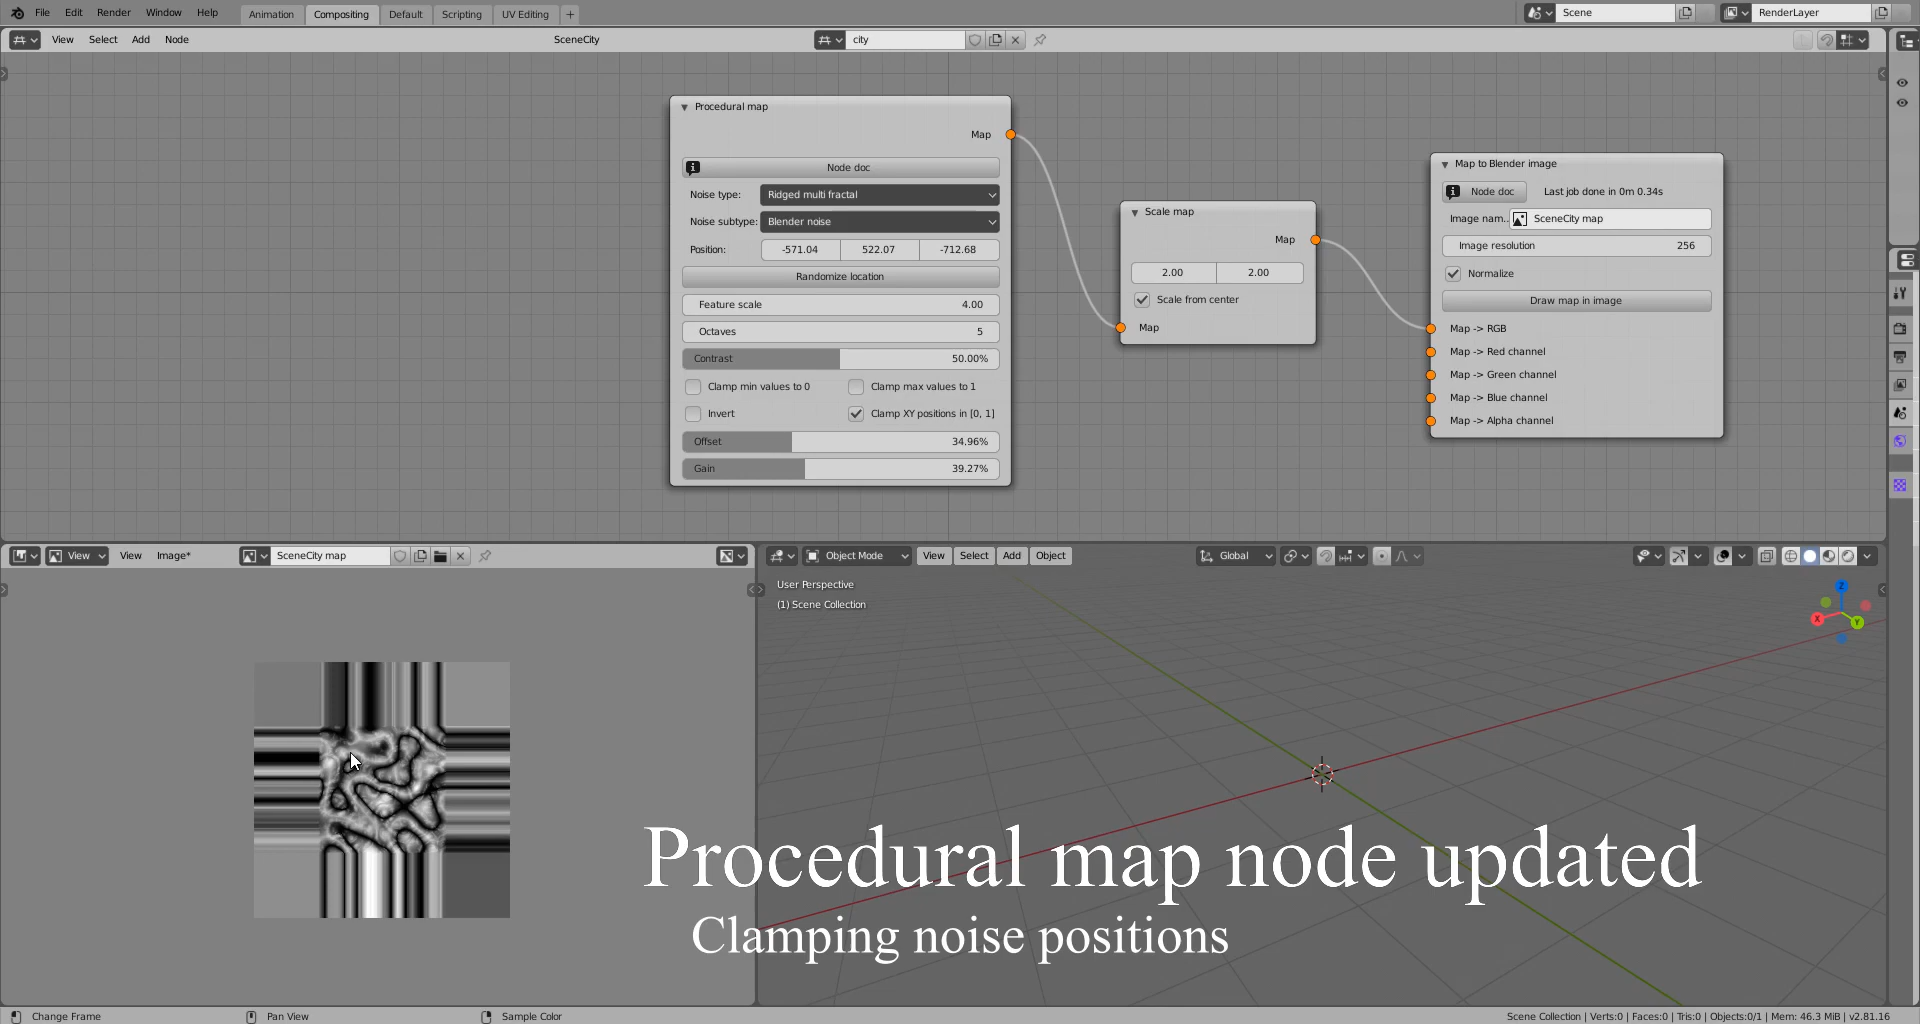 File Edit Render Window Help Animation Compositing Default Scripting UV Editing + Scene RenderLayer
View Select Add Node SceneCity city
Procedural map
Map
Node doc
Noise type: Ridged multi fractal
Noise subtype: Blender noise
Position: -571.04 522.07 -712.68
Randomize location
Feature scale 4.00
Octaves 5
Contrast 50.00%
Clamp min values to 0 Clamp max values to 1
Invert Clamp XY positions in [0, 1]
Offset 34.96%
Gain 39.27%
Scale map
Map
2.00 2.00
Scale from center
Map
Map to Blender image
Node doc Last job done in 0m 0.34s
Image nam.. SceneCity map
Image resolution 256
Normalize
Draw map in image
Map -> RGB
Map -> Red channel
Map -> Green channel
Map -> Blue channel
Map -> Alpha channel
View View Image* SceneCity map
Object Mode View Select Add Object Global
User Perspective
(1) Scene Collection
Z
X
Y
Procedural map node updated
Clamping noise positions
Change Frame Pan View Sample Color Scene Collection | Verts:0 | Faces:0 | Tris:0 | Objects:0/1 | Mem: 46.3 MiB | v2.81.16